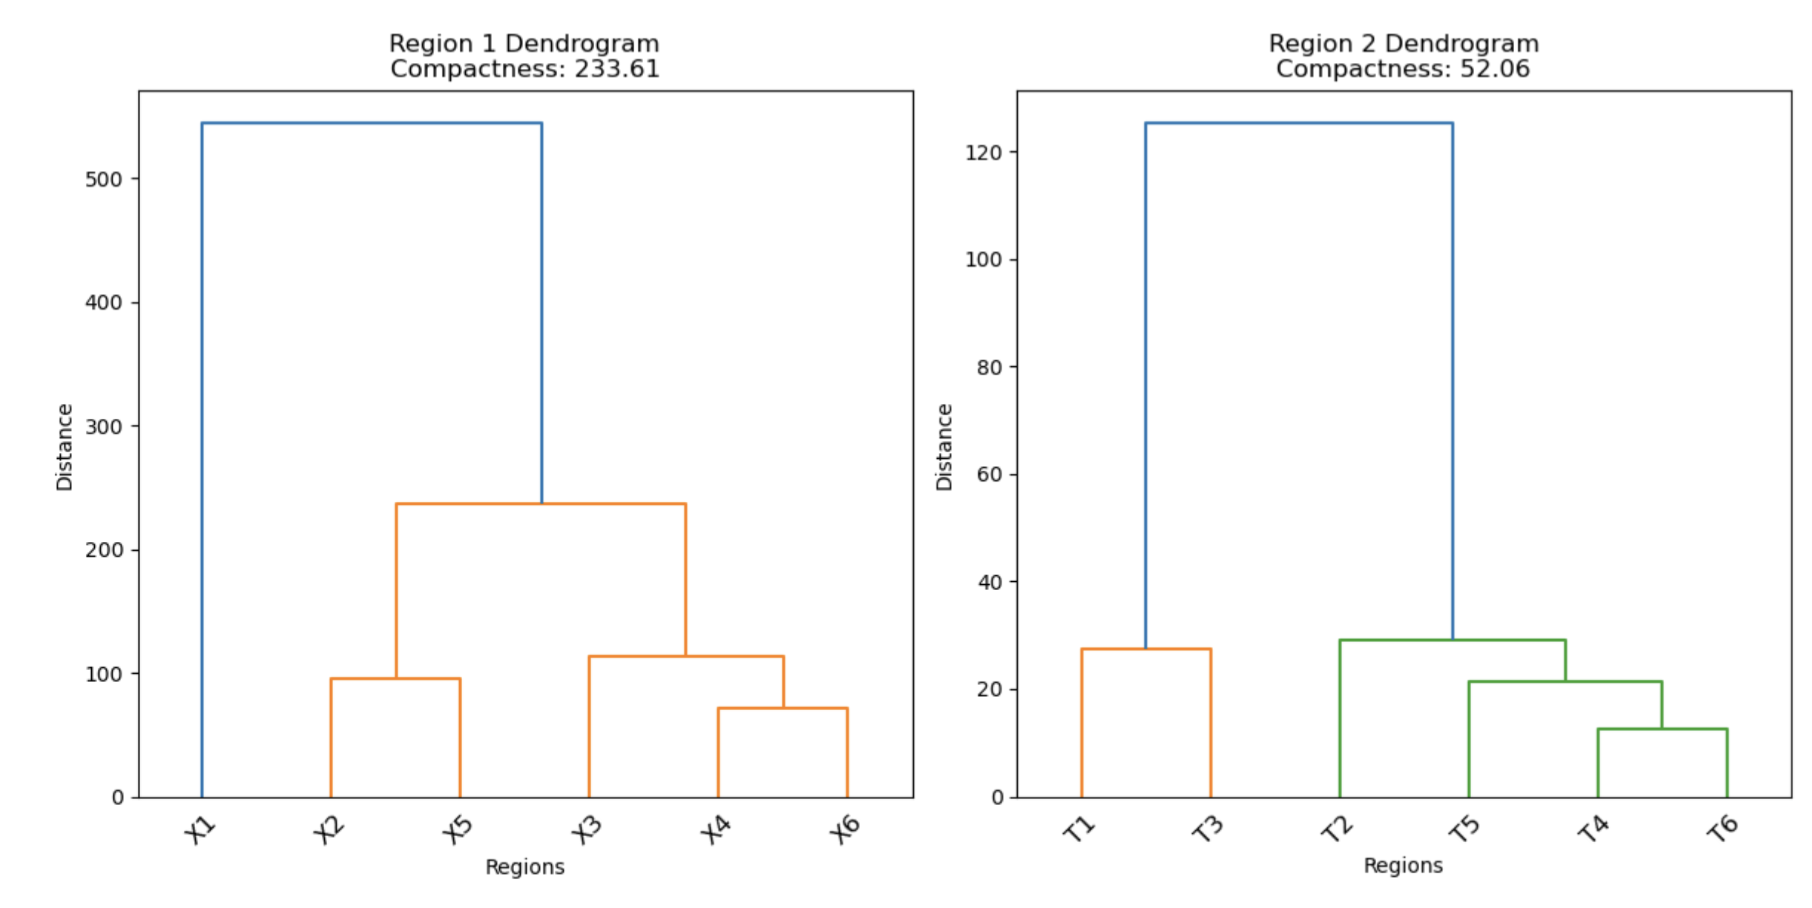 Region 1 Dendrogram
Compactness: 233.61
500
400
300
200
100
0
Distance
X1 X2 X5 X3 X4 X6
Regions
Region 2 Dendrogram
Compactness: 52.06
120
100
80
60
40
20
0
Distance
T1 T3 T2 T5 T4 T6
Regions